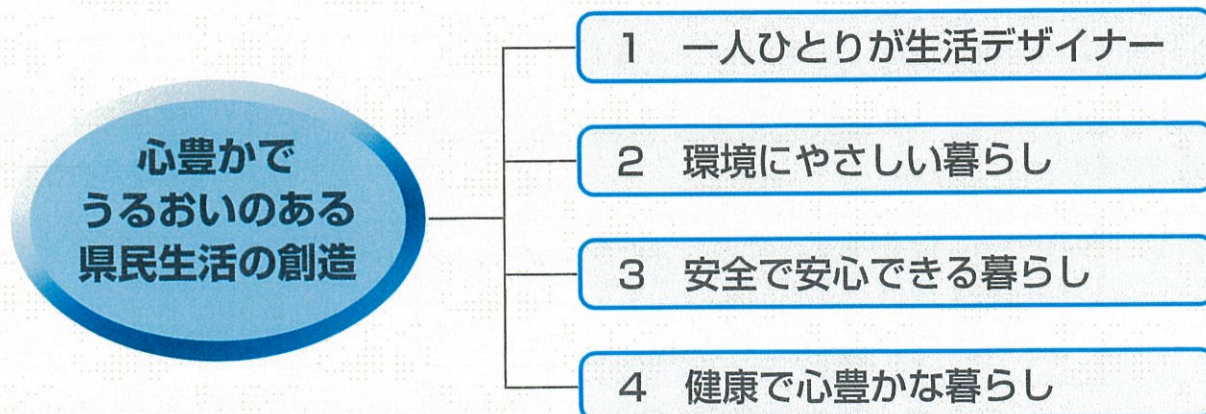 心豊かで
うるおいのある
県民生活の創造
1 一人ひとりが生活デザイナー
2 環境にやさしい暮らし
3 安全で安心できる暮らし
4 健康で心豊かな暮らし